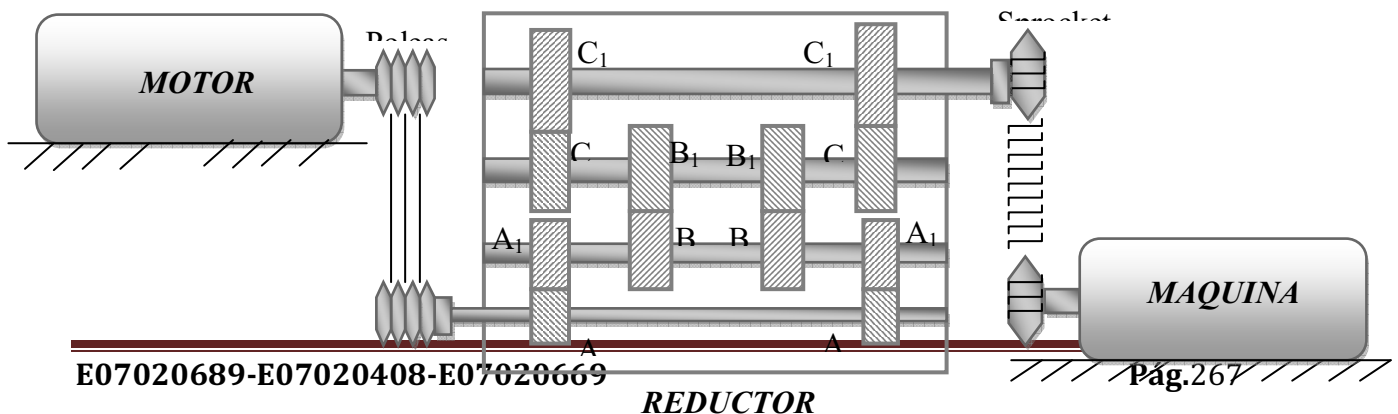 MOTOR
C1 C1
B1 B1
A1 A1
MAQUINA
E07020689-E07020408-E07020669
Pág.267
REDUCTOR